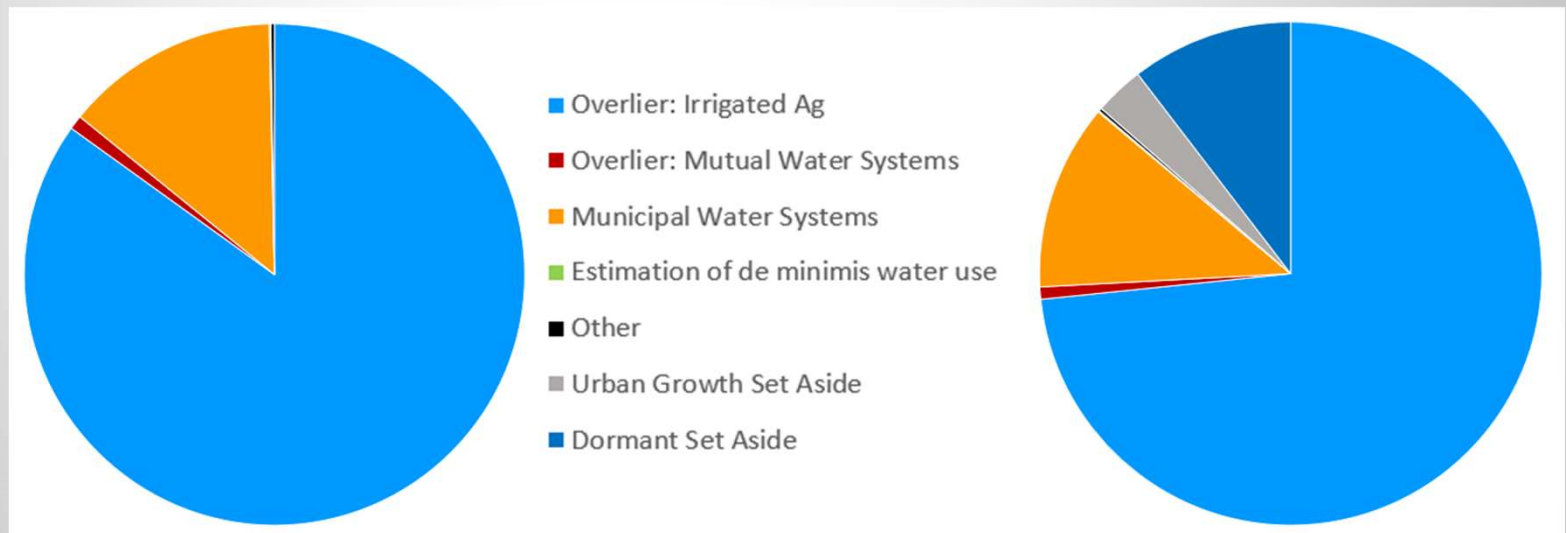 Overlier: Irrigated Ag
Overlier: Mutual Water Systems
Municipal Water Systems
Estimation of de minimis water use
Other
Urban Growth Set Aside
Dormant Set Aside